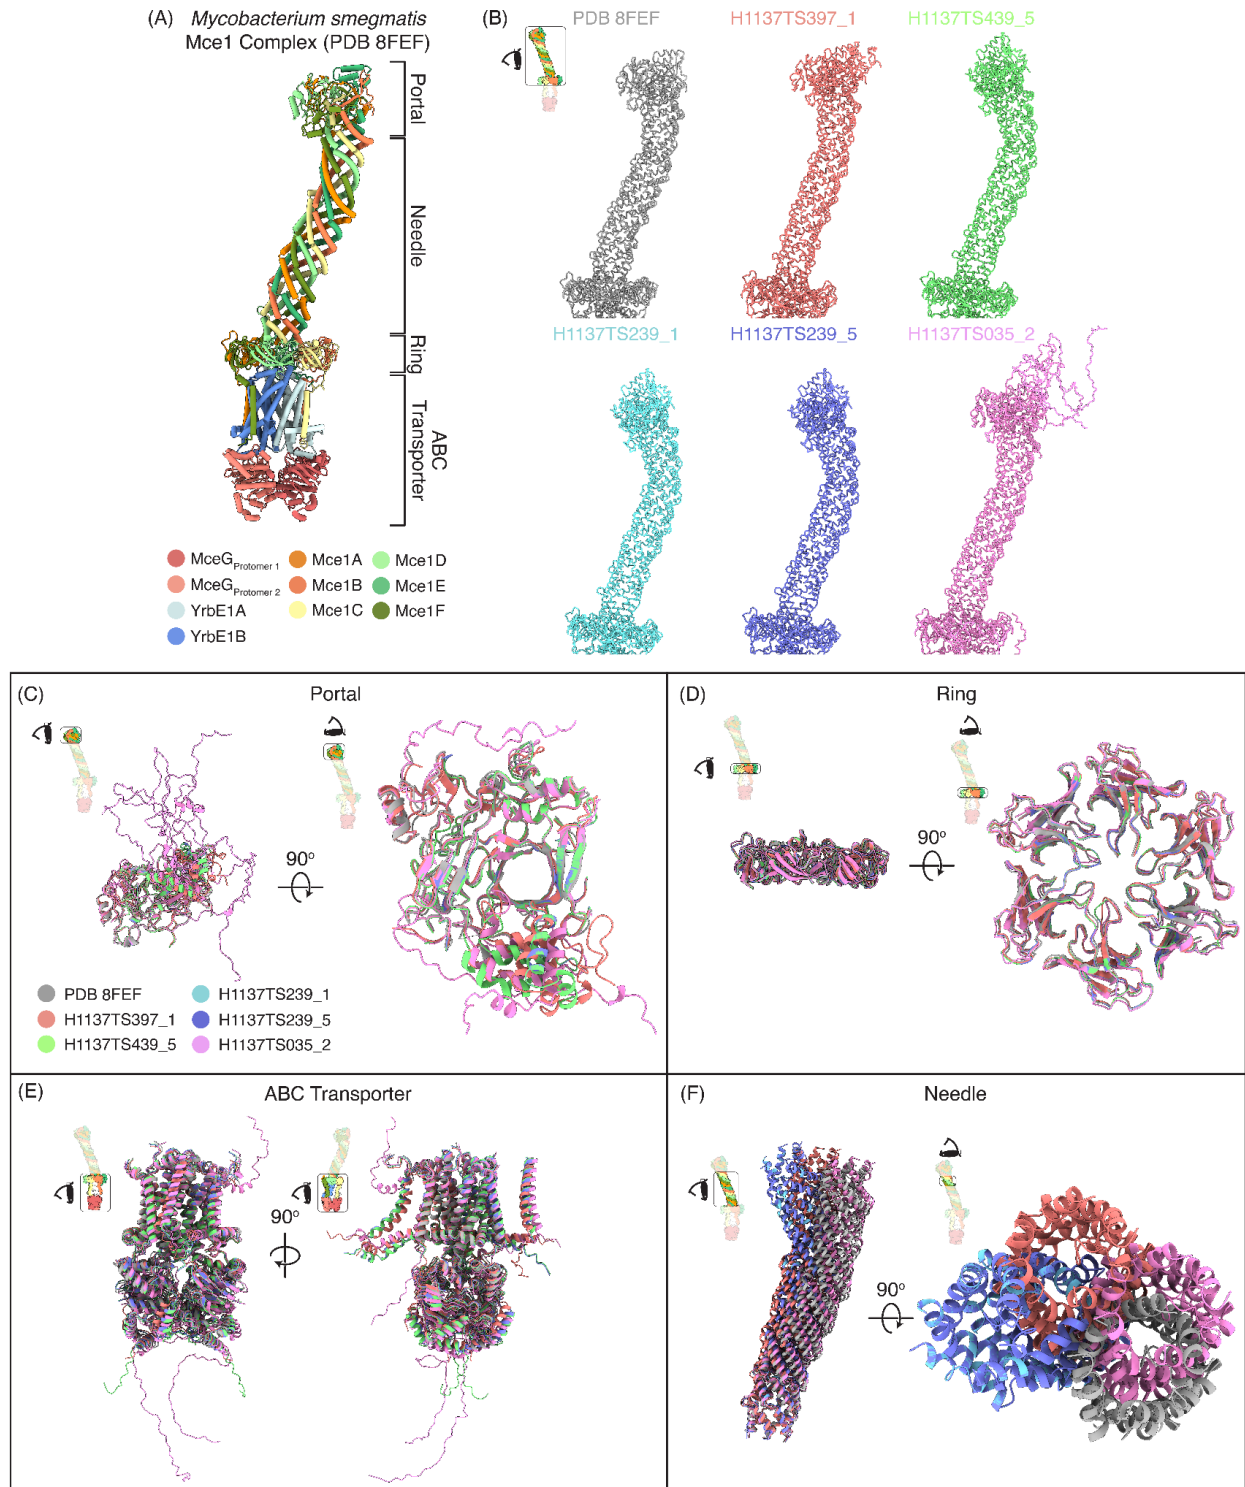 (A)
Mycobacterium smegmatis
Mce1 Complex (PDB 8FEF)
Portal
Needle
Ring
ABC
Transporter
MceG Protomer 1
MceG Protomer 2
YrbE1A
YrbE1B
Mce1A
Mce1B
Mce1C
Mce1D
Mce1E
Mce1F
(B)
PDB 8FEF
H1137TS397_1
H1137TS439_5
H1137TS239_1
H1137TS239_5
H1137TS035_2
(C)
Portal
90°
PDB 8FEF
H1137TS397_1
H1137TS439_5
H1137TS239_1
H1137TS239_5
H1137TS035_2
(D)
Ring
90°
(E)
ABC Transporter
90°
(F)
Needle
90°